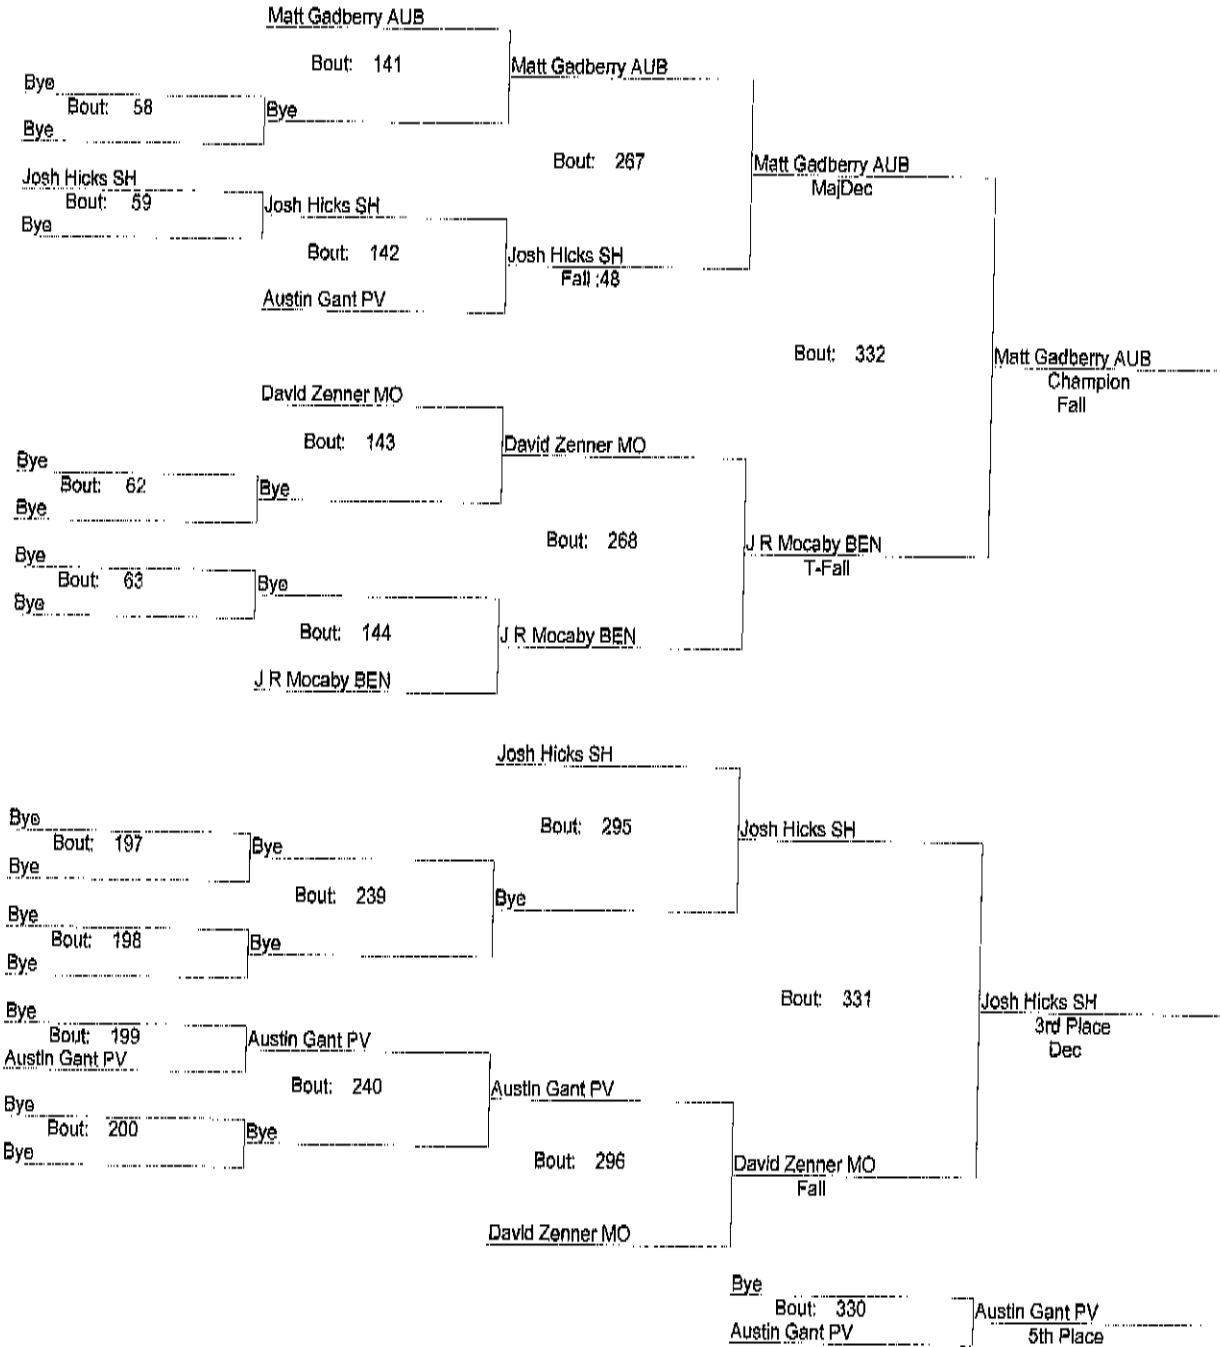 Matt Gadberry AUB
Bout: 141
Matt Gadberry AUB
Bye
Bout: 58
Bye
Bye
Bout: 267
Matt Gadberry AUB
MajDec
Josh Hicks SH
Bout: 59
Josh Hicks SH
Bye
Bout: 142
Josh Hicks SH
Fall :48
Austin Gant PV
Bout: 332
Matt Gadberry AUB
Champion
Fall
David Zenner MO
Bout: 143
David Zenner MO
Bye
Bout: 62
Bye
Bye
Bout: 268
J R Mocaby BEN
T-Fall
Bye
Bout: 63
Bye
Bye
Bout: 144
J R Mocaby BEN
J R Mocaby BEN
Josh Hicks SH
Bye
Bout: 197
Bye
Bye
Bout: 295
Josh Hicks SH
Bout: 239
Bye
Bye
Bout: 198
Bye
Bye
Bout: 331
Josh Hicks SH
3rd Place
Dec
Bye
Bout: 199
Austin Gant PV
Austin Gant PV
Bout: 240
Austin Gant PV
Bye
Bout: 200
Bye
Bye
Bout: 296
David Zenner MO
Fall
David Zenner MO
Bye
Bout: 330
Austin Gant PV
Austin Gant PV
5th Place